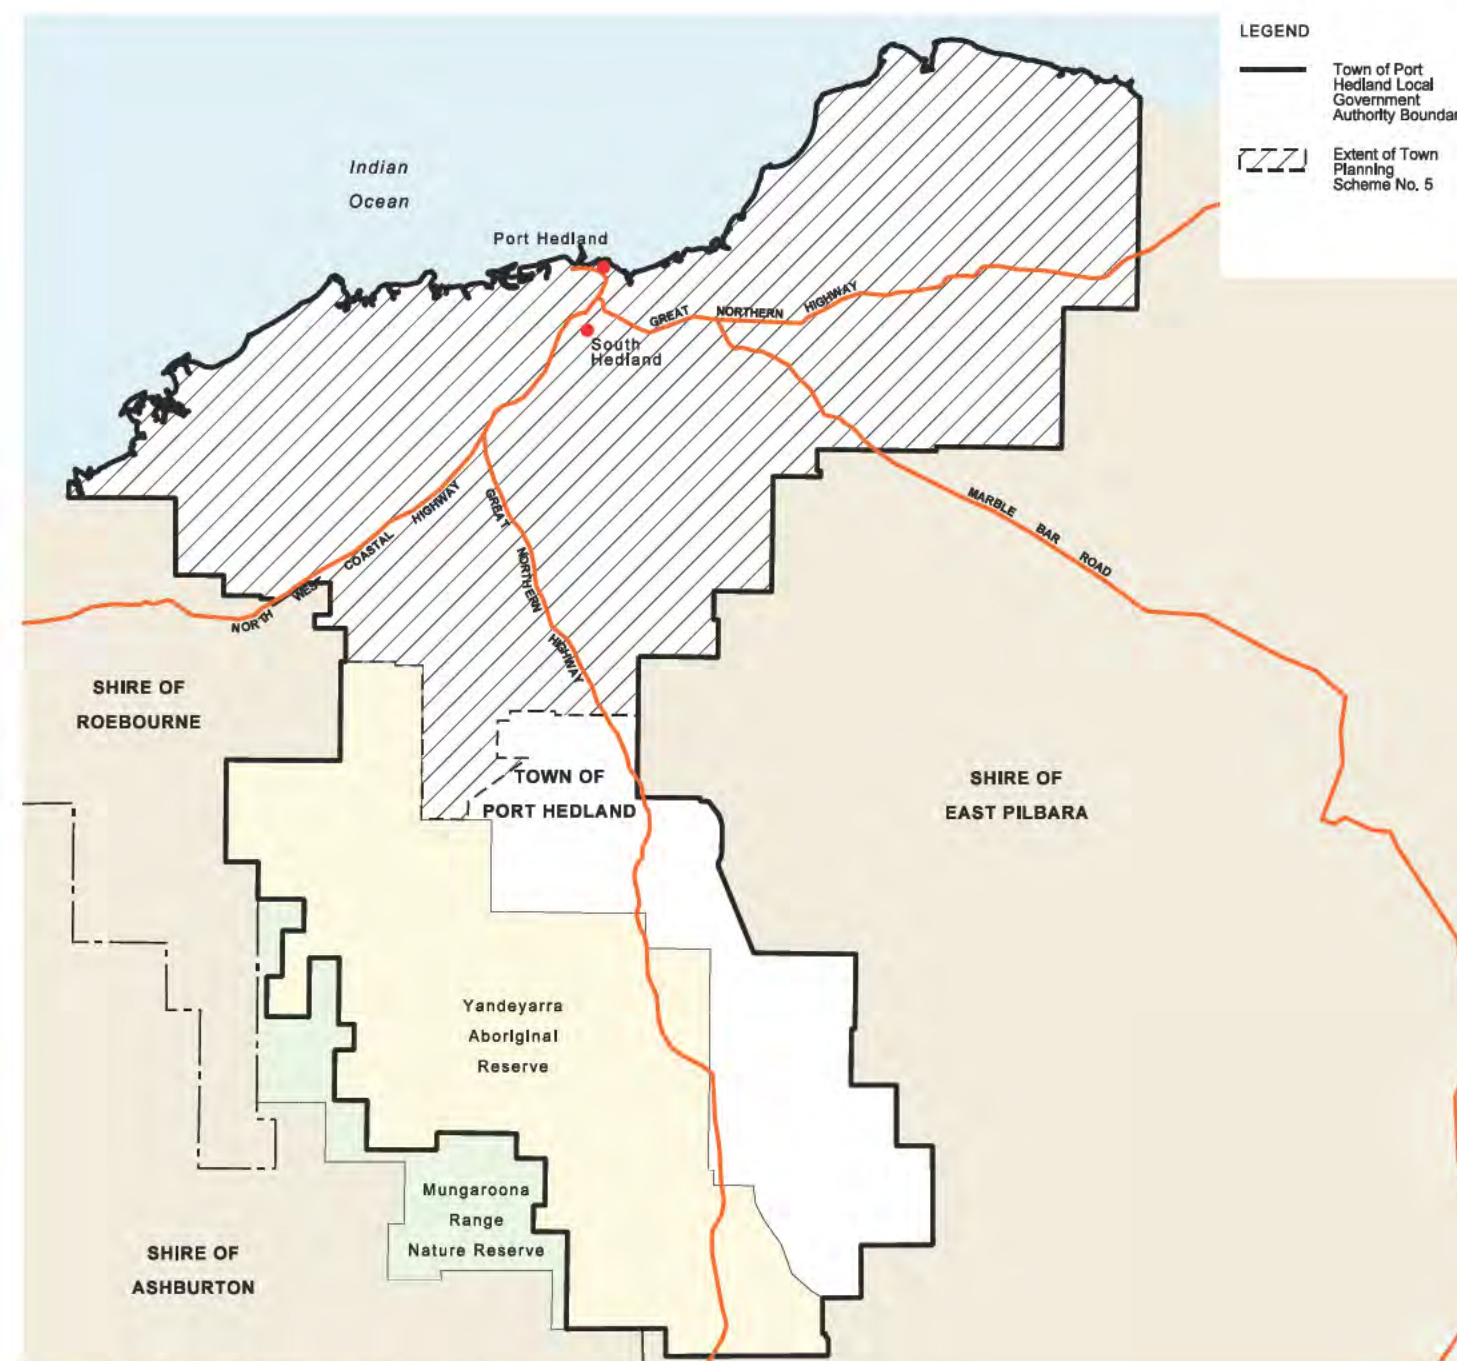 LEGEND
Town of Port
Hedland Local
Government
Authority Boundar
Extent of Town
Planning
Scheme No. 5
Indian
Ocean
Port Hedland
South
Hedland
GREAT NORTHERN HIGHWAY
MARBLE BAR ROAD
NORTH WEST COASTAL HIGHWAY
GREAT NORTHERN HIGHWAY
SHIRE OF
ROEBOURNE
TOWN OF
PORT HEDLAND
SHIRE OF
EAST PILBARA
Yandeyarra
Aboriginal
Reserve
Mungaroona
Range
Nature Reserve
SHIRE OF
ASHBURTON